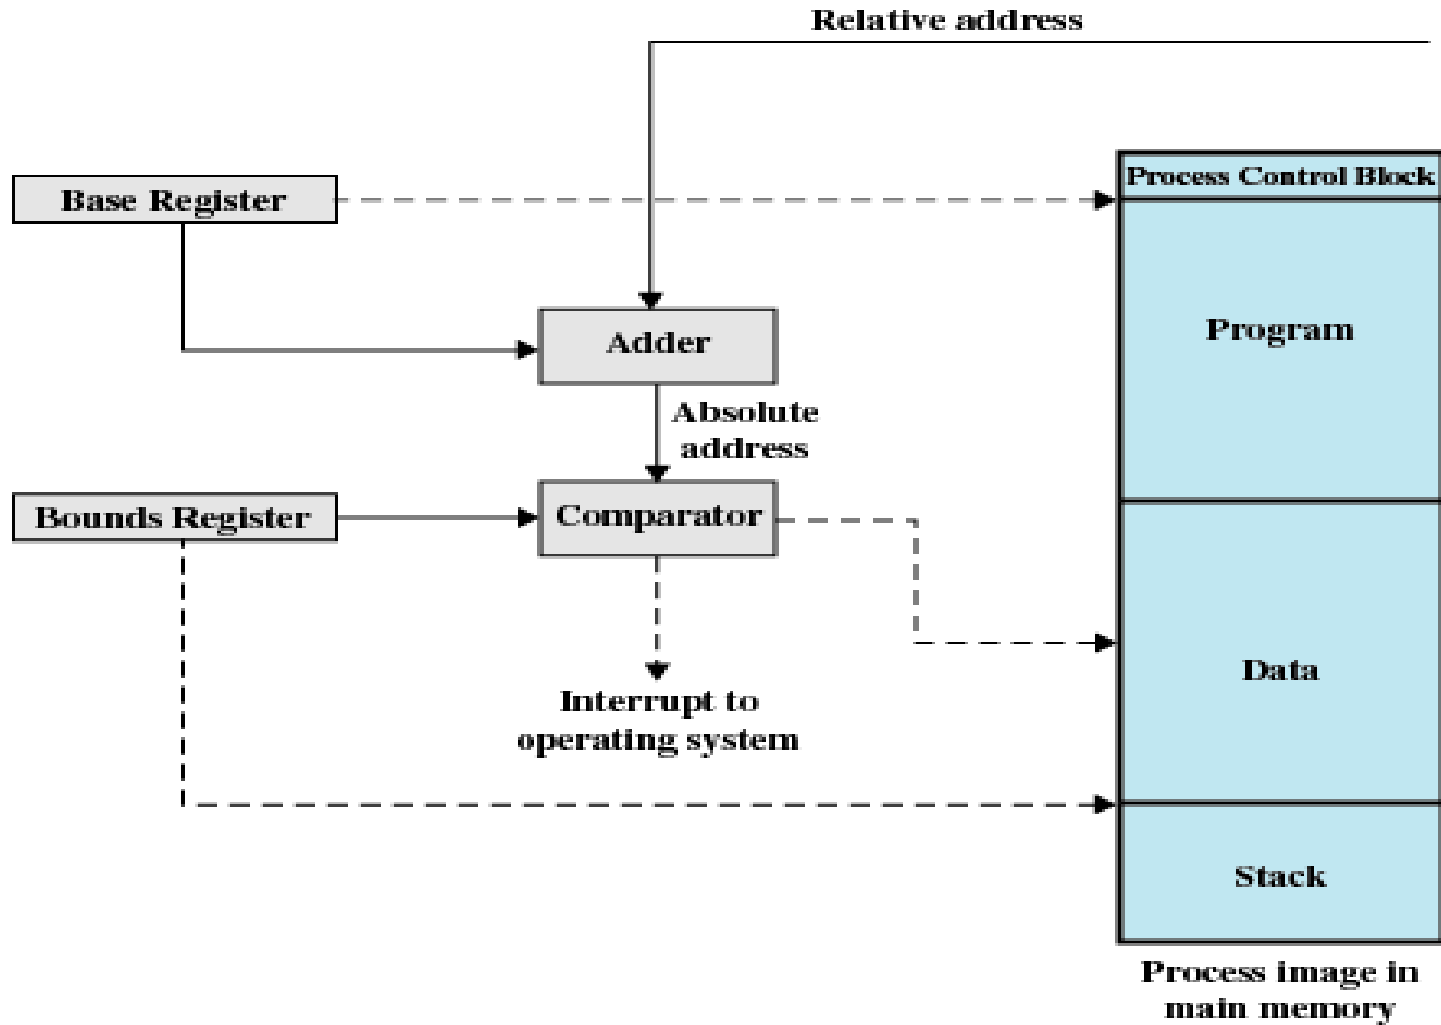 Relative address
Process Control Block
Base Register
Program
Adder
Absolute
address
Bounds Register
Comparator
Data
Interrupt to
operating system
Stack
Process image in
main memory